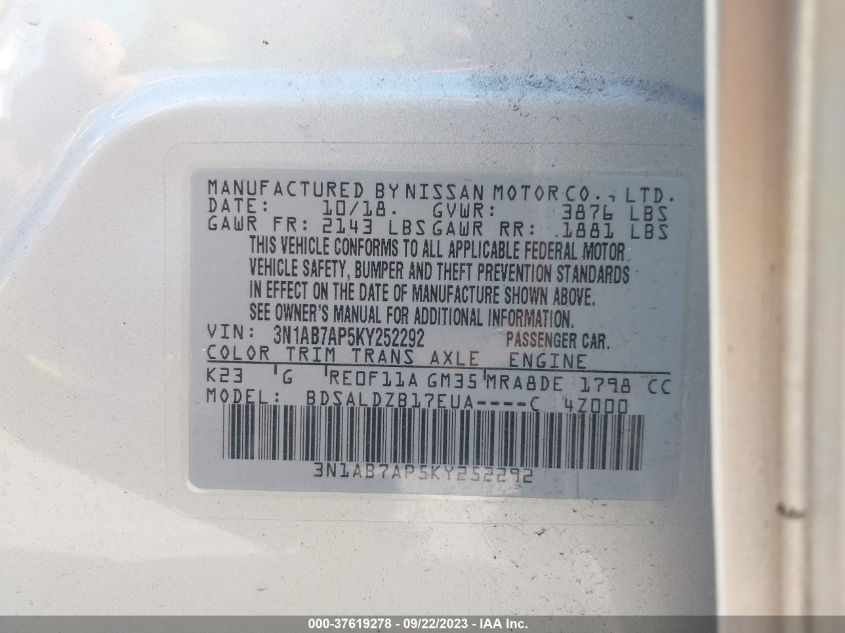 MANUFACTURED BY NISSAN MOTOR CO., LTD.
DATE: 10/18. GVWR: 3876 LBS
GAWR FR: 2143 LBS GAWR RR: 1881 LBS
THIS VEHICLE CONFORMS TO ALL APPLICABLE FEDERAL MOTOR
VEHICLE SAFETY, BUMPER AND THEFT PREVENTION STANDARDS
IN EFFECT ON THE DATE OF MANUFACTURE SHOWN ABOVE.
SEE OWNER'S MANUAL FOR ADDITIONAL INFORMATION.
VIN: 3N1AB7AP5KY252292 PASSENGER CAR.
COLOR TRIM TRANS AXLE ENGINE
K23 'G RE0F11A GM35 MRA8DE 1798 CC
MODEL: BDSALDZB17EUA----C 4Z000
3N1AB7AP5KY252292
000-37619278 - 09/22/2023 - IAA Inc.